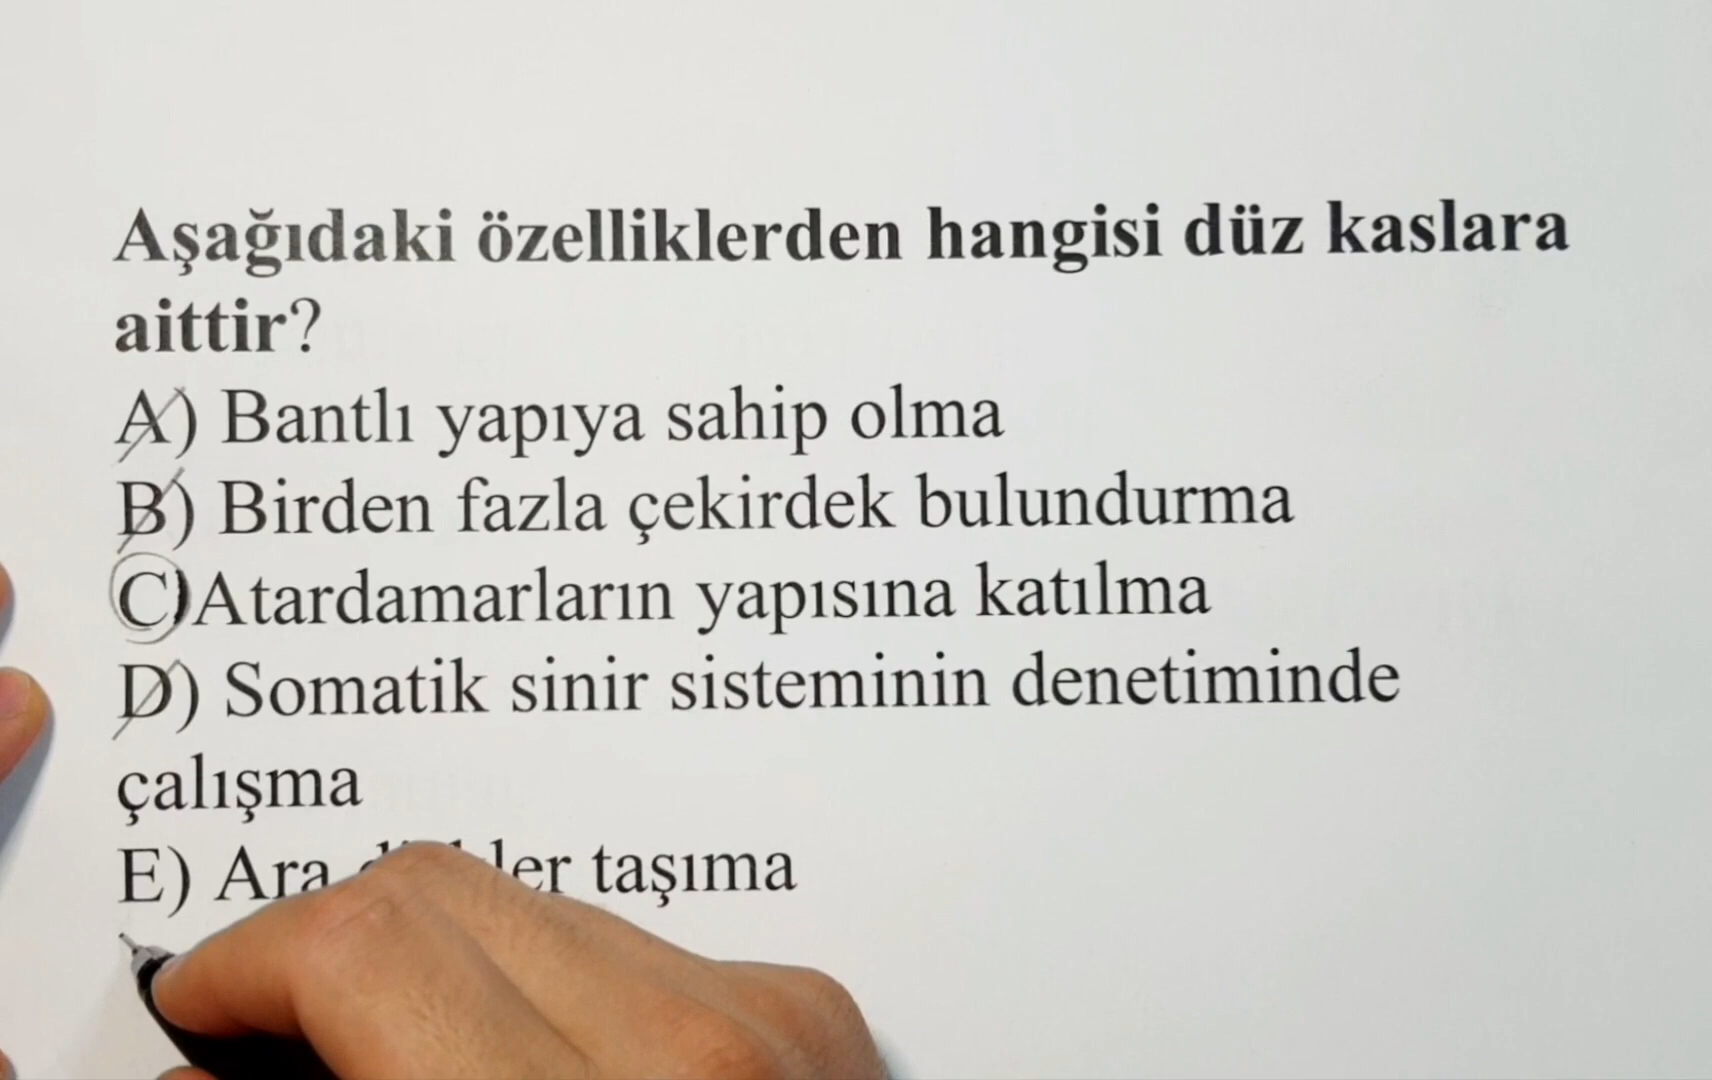 Aşağıdaki özelliklerden hangisi düz kaslara
aittir?
A) Bantlı yapıya sahip olma
B) Birden fazla çekirdek bulundurma
C)Atardamarların yapısına katılma
D) Somatik sinir sisteminin denetiminde
çalışma
E) Ara taşıma